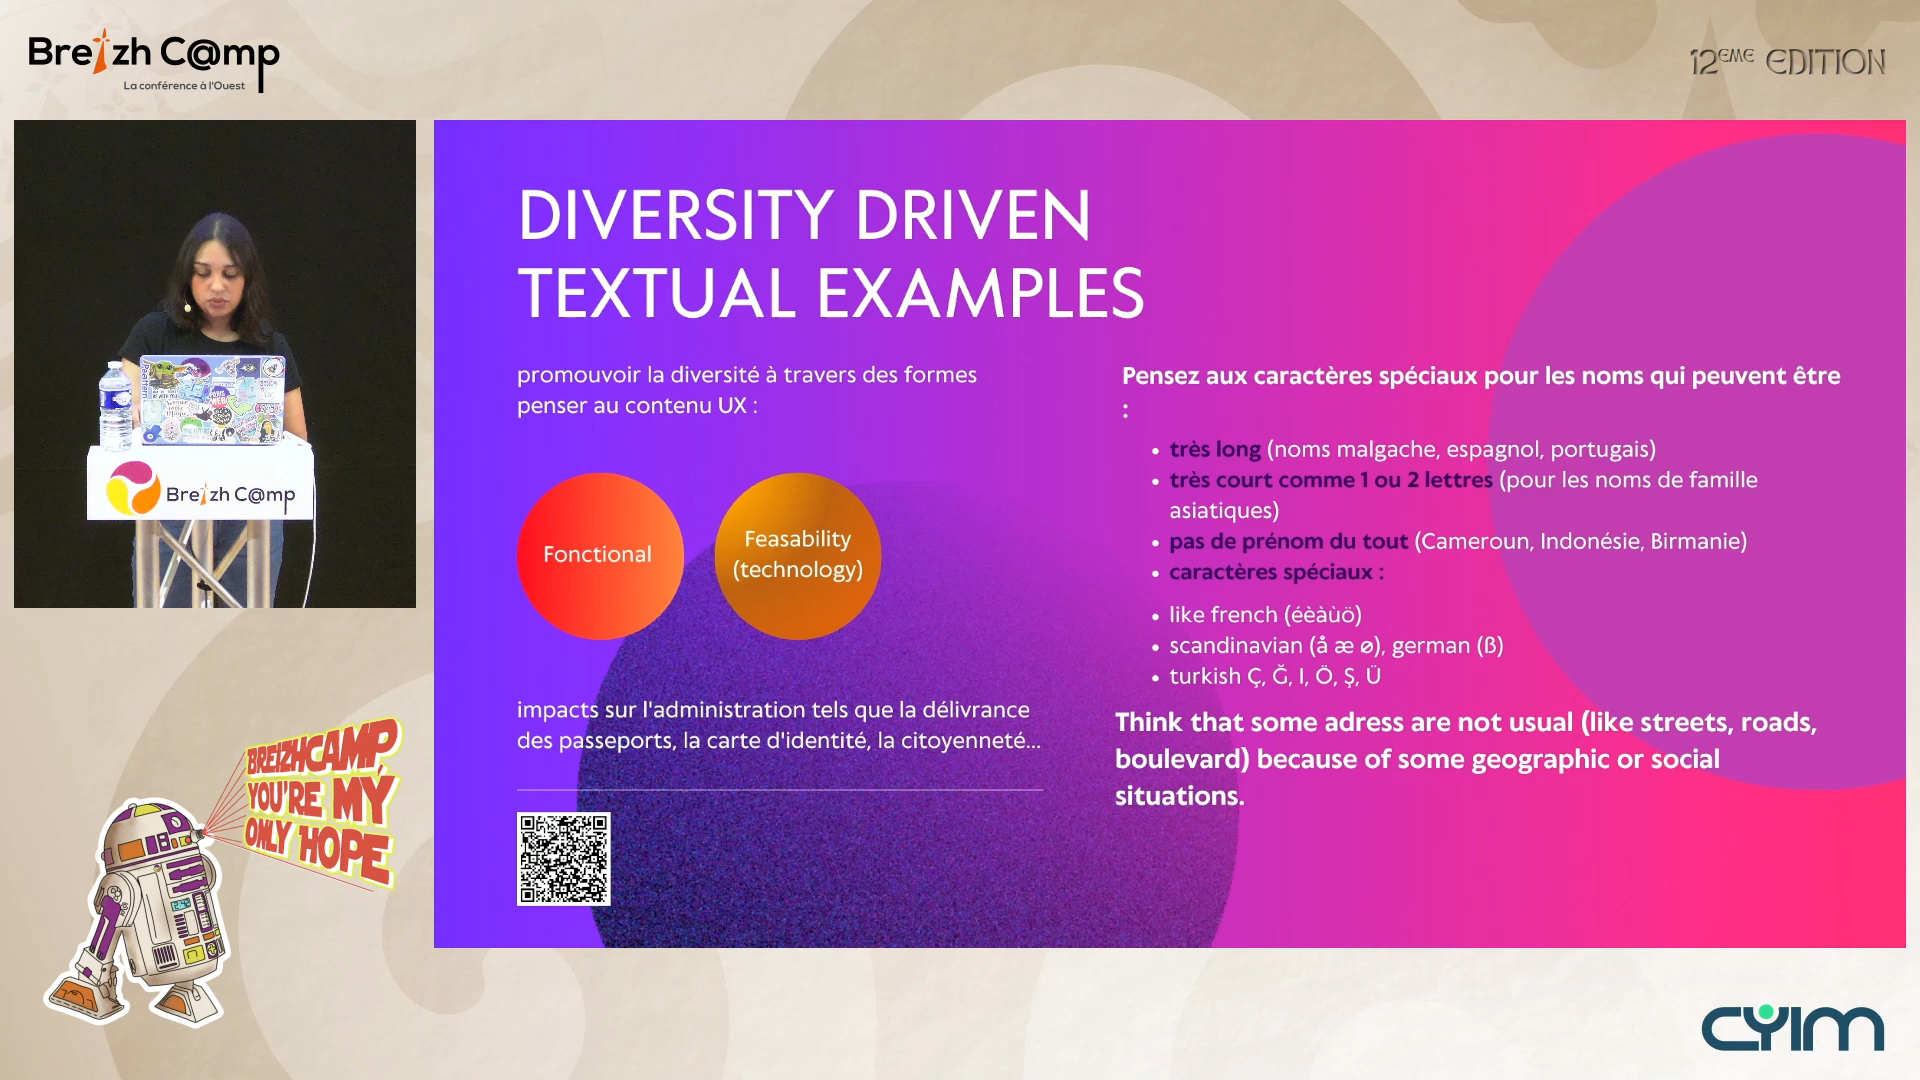 Breizh C@mp
La conférence à l'Ouest
12ÈME EDITION
DIVERSITY DRIVEN
TEXTUAL EXAMPLES
promouvoir la diversité à travers des formes
penser au contenu UX :
Fonctional
Feasability
(technology)
impacts sur l'administration tels que la délivrance
des passeports, la carte d'identité, la citoyenneté...
Pensez aux caractères spéciaux pour les noms qui peuvent être
:
• très long (noms malgache, espagnol, portugais)
• très court comme 1 ou 2 lettres (pour les noms de famille
asiatiques)
• pas de prénom du tout (Cameroun, Indonésie, Birmanie)
• caractères spéciaux :
• like french (éèàùö)
• scandinavian (å æ ø), german (ß)
• turkish Ç, Ğ, I, Ö, Ş, Ü
Think that some adress are not usual (like streets, roads,
boulevard) because of some geographic or social
situations.
Breizh C@mp
BREIZHCAMP,
YOU'RE MY
ONLY HOPE
CYIM